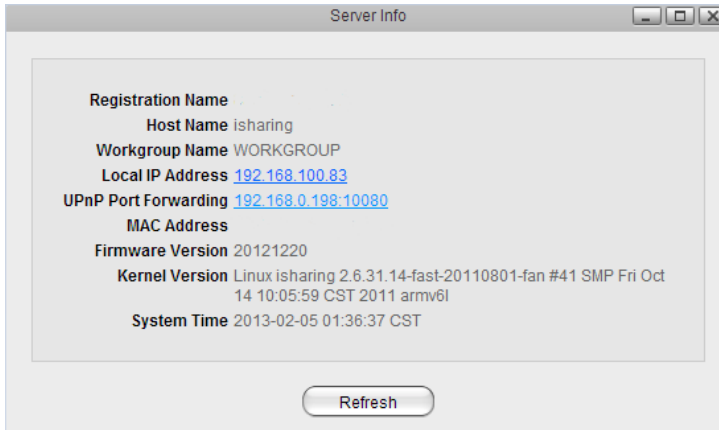 Server Info
Registration Name
Host Name isharing
Workgroup Name WORKGROUP
Local IP Address 192.168.100.83
UPnP Port Forwarding 192.168.0.198:10080
MAC Address
Firmware Version 20121220
Kernel Version Linux isharing 2.6.31.14-fast-20110801-fan #41 SMP Fri Oct
14 10:05:59 CST 2011 armv6l
System Time 2013-02-05 01:36:37 CST
Refresh